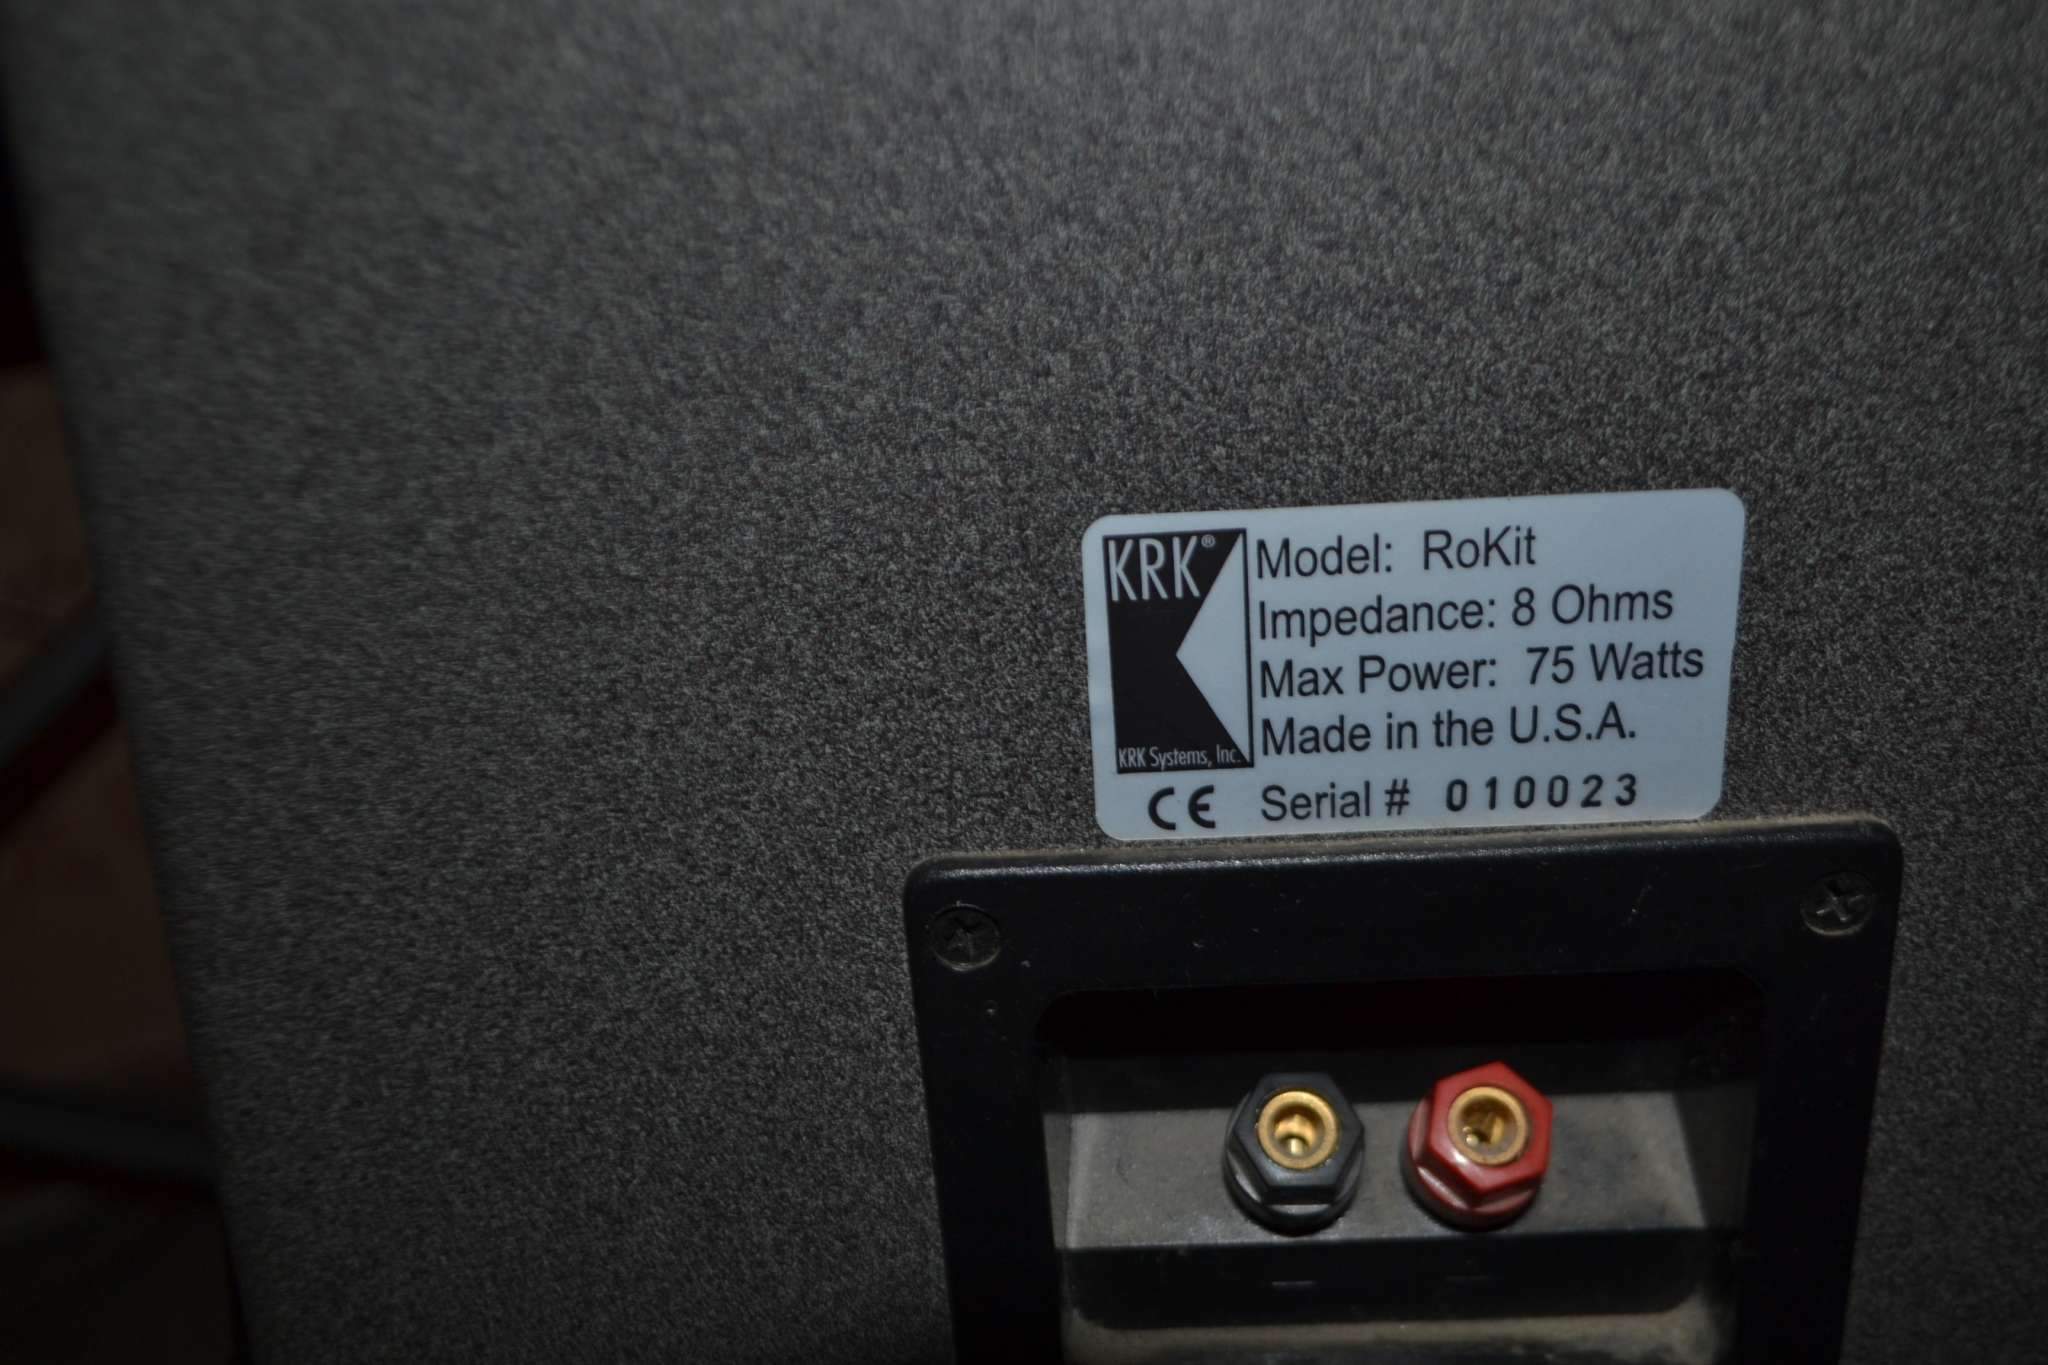 KRK®
KRK Systems, Inc.
CE
Model: RoKit
Impedance: 8 Ohms
Max Power: 75 Watts
Made in the U.S.A.
Serial # 010023